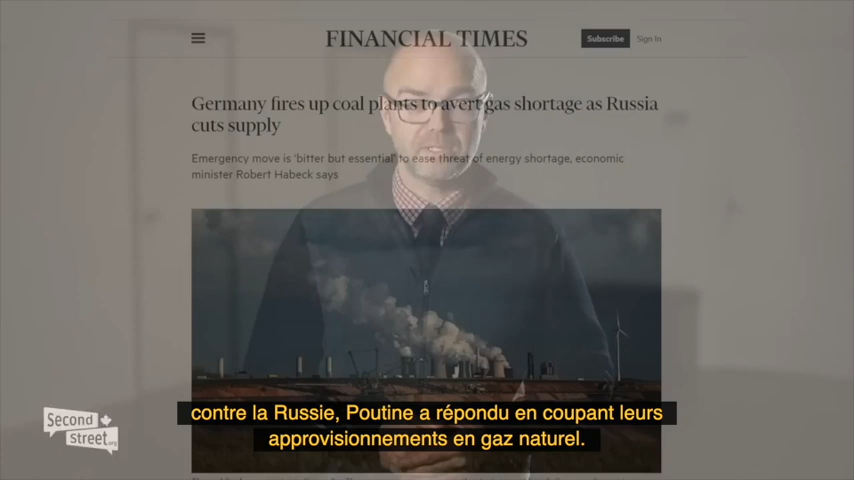 FINANCIAL TIMES
Subscribe Sign In
Germany fires up coal plants to avert gas shortage as Russia
cuts supply
Emergency move is ‘bitter but essential’ to ease threat of energy shortage, economic
minister Robert Habeck says
contre la Russie, Poutine a répondu en coupant leurs
approvisionnements en gaz naturel.
Second
street.org